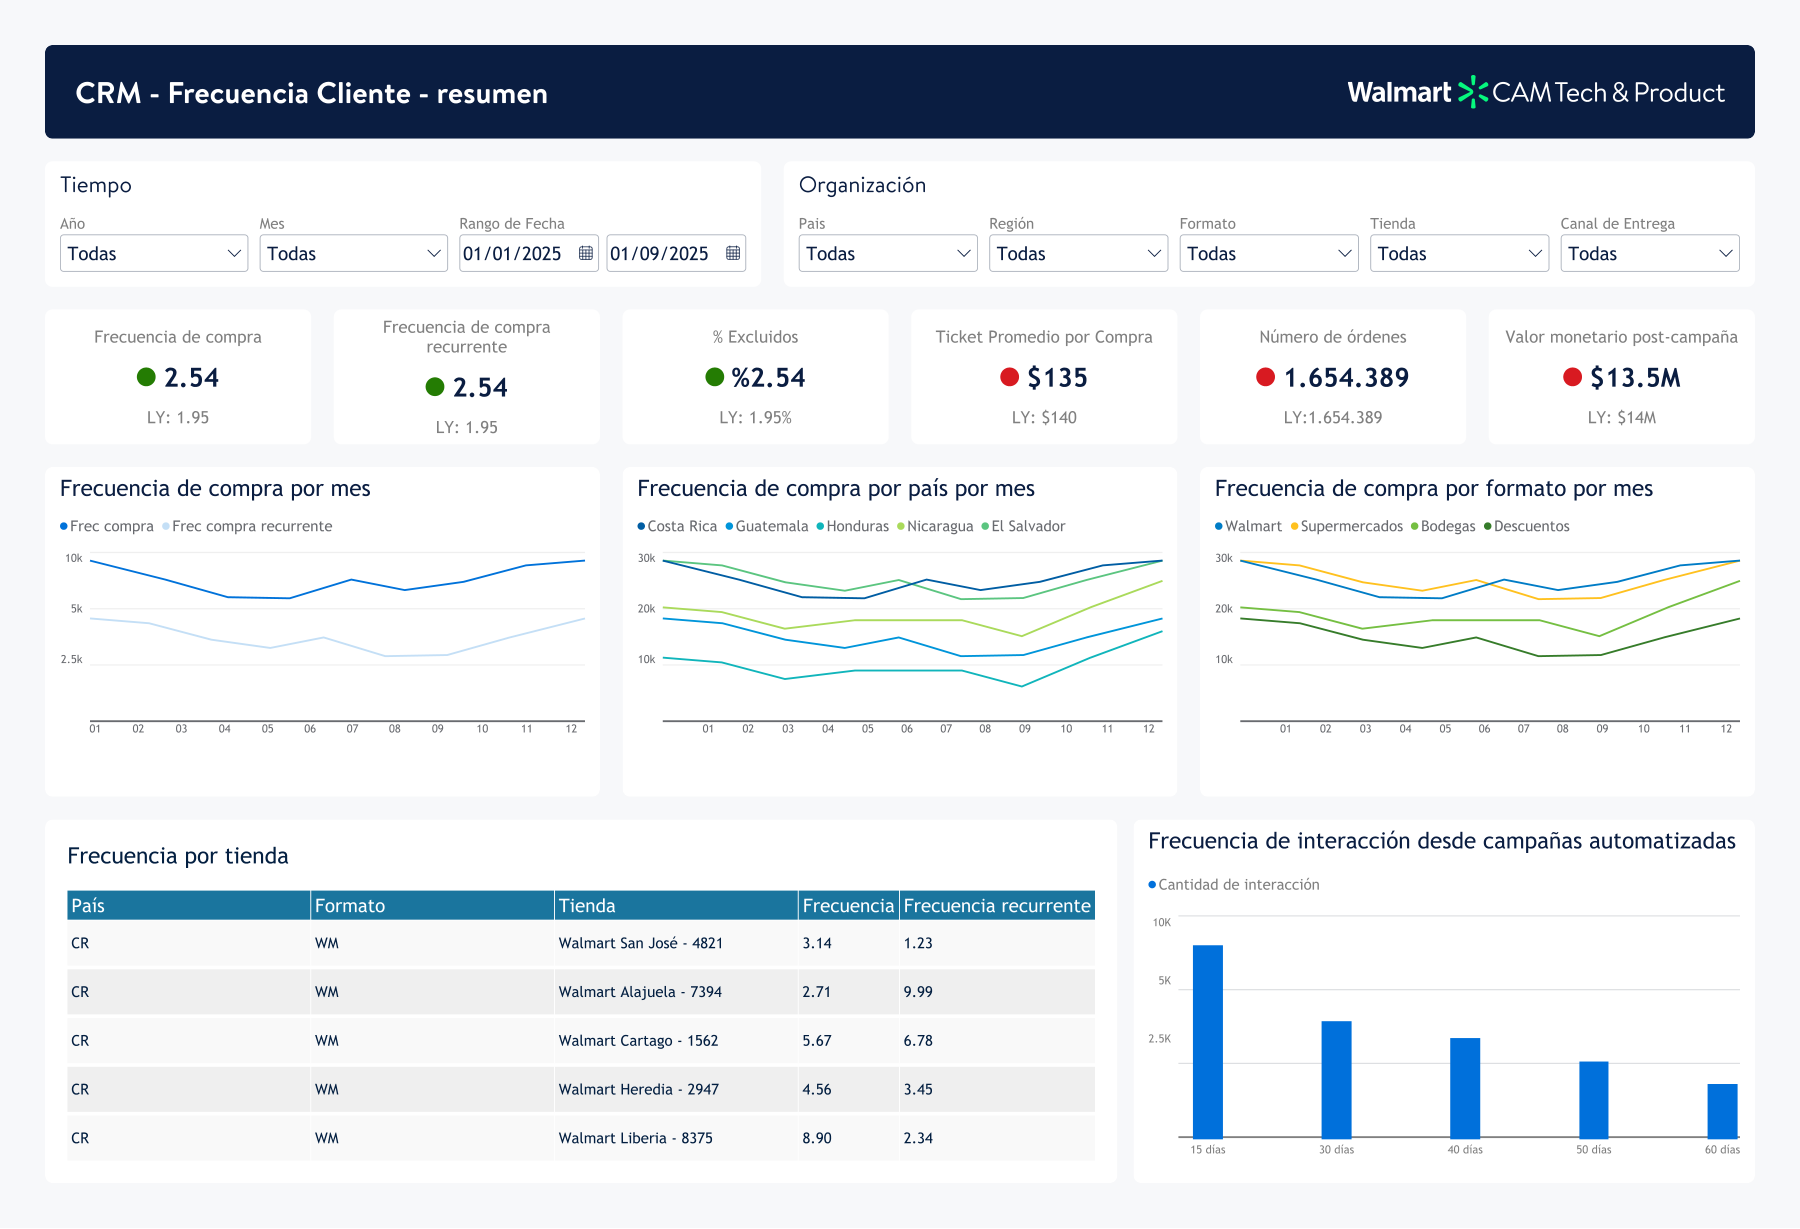 CRM - Frecuencia Cliente - resumen
Walmart CAM Tech & Product
Tiempo
Año Mes Rango de Fecha
Todas Todas 01/01/2025 01/09/2025
Organización
Pais Región Formato Tienda Canal de Entrega
Todas Todas Todas Todas Todas
Frecuencia de compra
2.54
LY: 1.95
Frecuencia de compra
recurrente
2.54
LY: 1.95
% Excluidos
%2.54
LY: 1.95%
Ticket Promedio por Compra
$135
LY: $140
Número de órdenes
1.654.389
LY:1.654.389
Valor monetario post-campaña
$13.5M
LY: $14M
Frecuencia de compra por mes
Frec compra Frec compra recurrente
10k
5k
2.5k
01 02 03 04 05 06 07 08 09 10 11 12
Frecuencia de compra por país por mes
Costa Rica Guatemala Honduras Nicaragua El Salvador
30k
20k
10k
01 02 03 04 05 06 07 08 09 10 11 12
Frecuencia de compra por formato por mes
Walmart Supermercados Bodegas Descuentos
30k
20k
10k
01 02 03 04 05 06 07 08 09 10 11 12
Frecuencia por tienda
País Formato Tienda Frecuencia Frecuencia recurrente
CR WM Walmart San José - 4821 3.14 1.23
CR WM Walmart Alajuela - 7394 2.71 9.99
CR WM Walmart Cartago - 1562 5.67 6.78
CR WM Walmart Heredia - 2947 4.56 3.45
CR WM Walmart Liberia - 8375 8.90 2.34
Frecuencia de interacción desde campañas automatizadas
Cantidad de interacción
10K
5K
2.5K
15 días 30 días 40 días 50 días 60 días